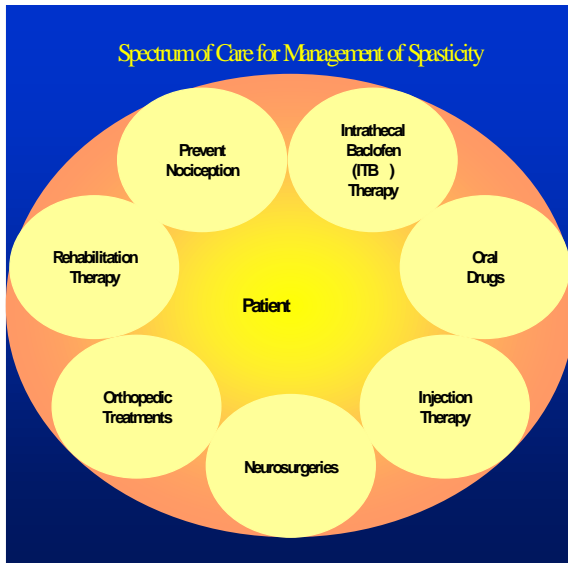 Spectrum of Care for Management of Spasticity
Prevent
Nociception
Intrathecal
Baclofen
(ITB )
Therapy
Rehabilitation
Therapy
Oral
Drugs
Patient
Orthopedic
Treatments
Injection
Therapy
Neurosurgeries